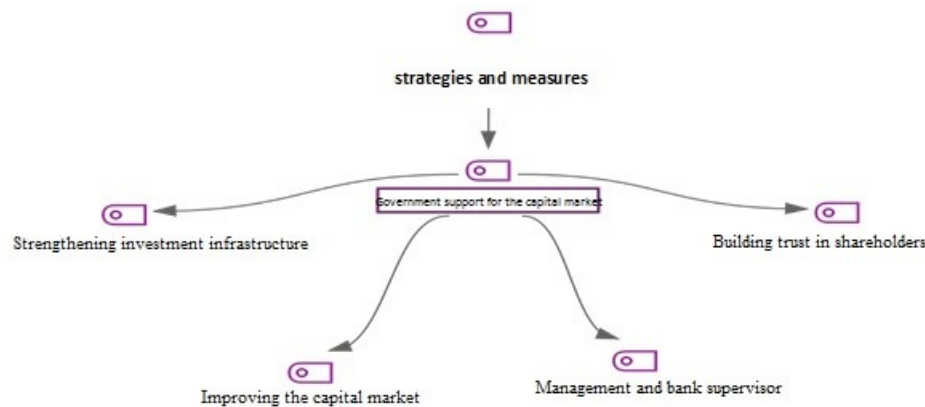 strategies and measures
Government support for the capital market
Strengthening investment infrastructure
Building trust in shareholders
Improving the capital market
Management and bank supervisor